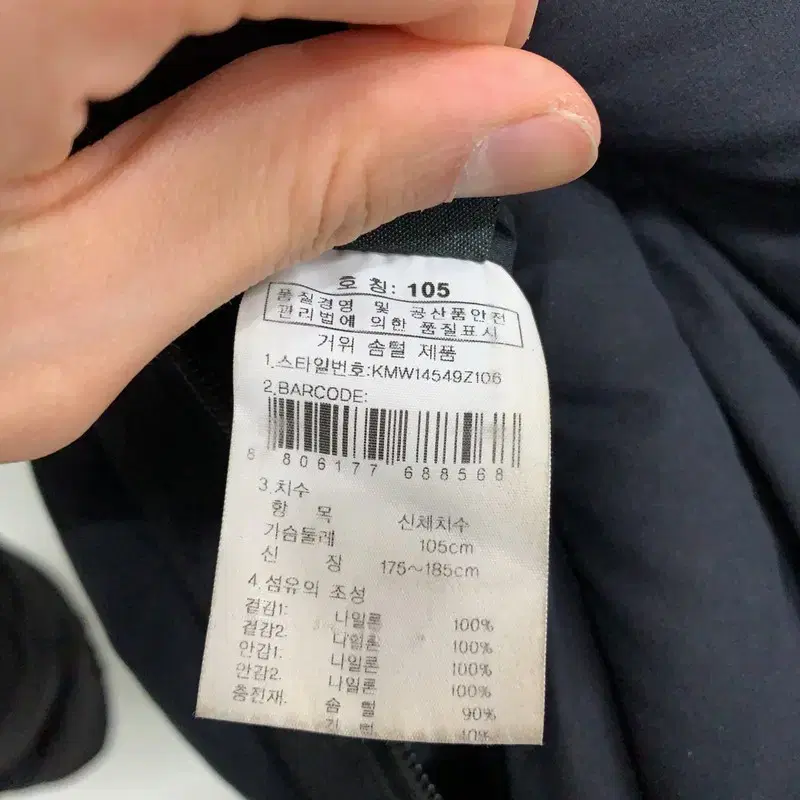 호 칭: 105
품질경영 및 공산품안전
관리법에 의한 품질표시
거위 솜털 제품
1.스타일번호:KMW14549Z106
2.BARCODE:
8 806177 688568
3.치수
항 목 신체치수
가슴둘레 105cm
신 장 175~185cm
4.섬유의 조성
겉감1: 나일론 100%
겉감2. 나일론 100%
안감1. 나일론 100%
안감2. 나일론 100%
충전재. 솜 털 90%
깃 털 10%